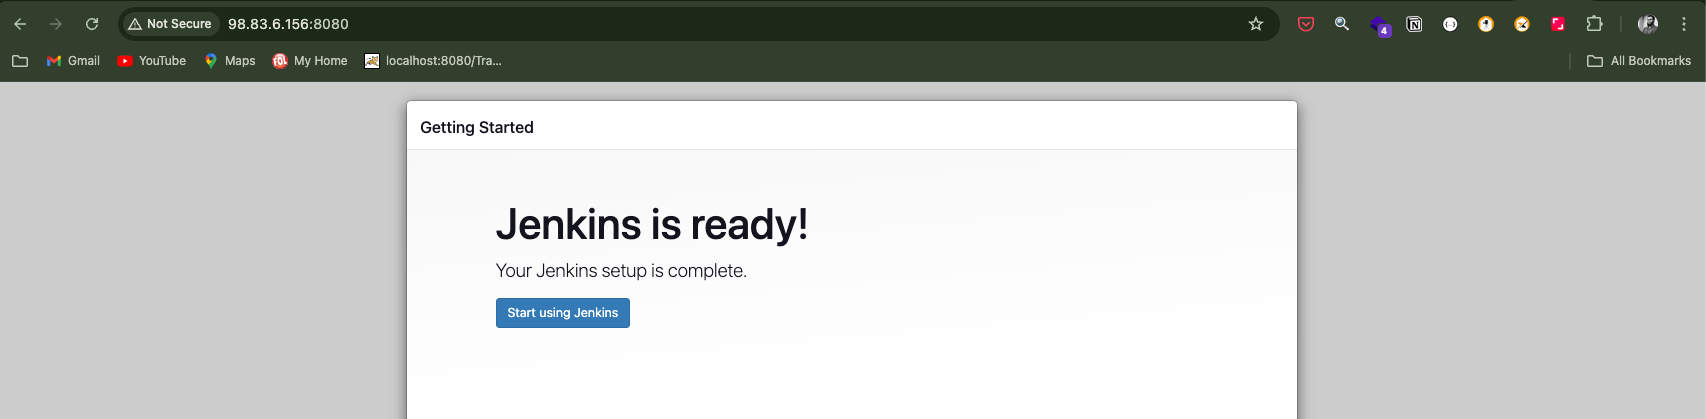 Not Secure 98.83.6.156:8080
4
Gmail YouTube Maps FOL My Home localhost:8080/Tra... All Bookmarks
Getting Started
Jenkins is ready!
Your Jenkins setup is complete.
Start using Jenkins